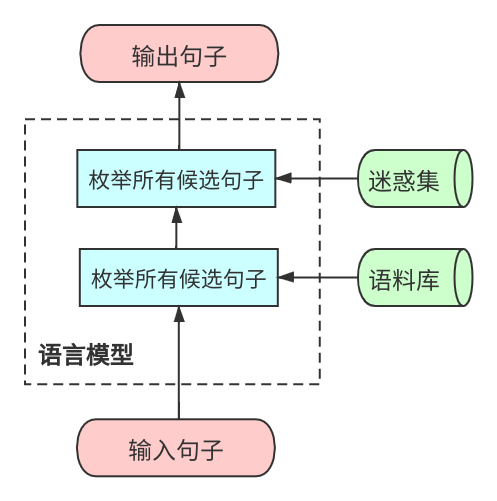 输出句子
枚举所有候选句子
迷惑集
枚举所有候选句子
语料库
语言模型
输入句子